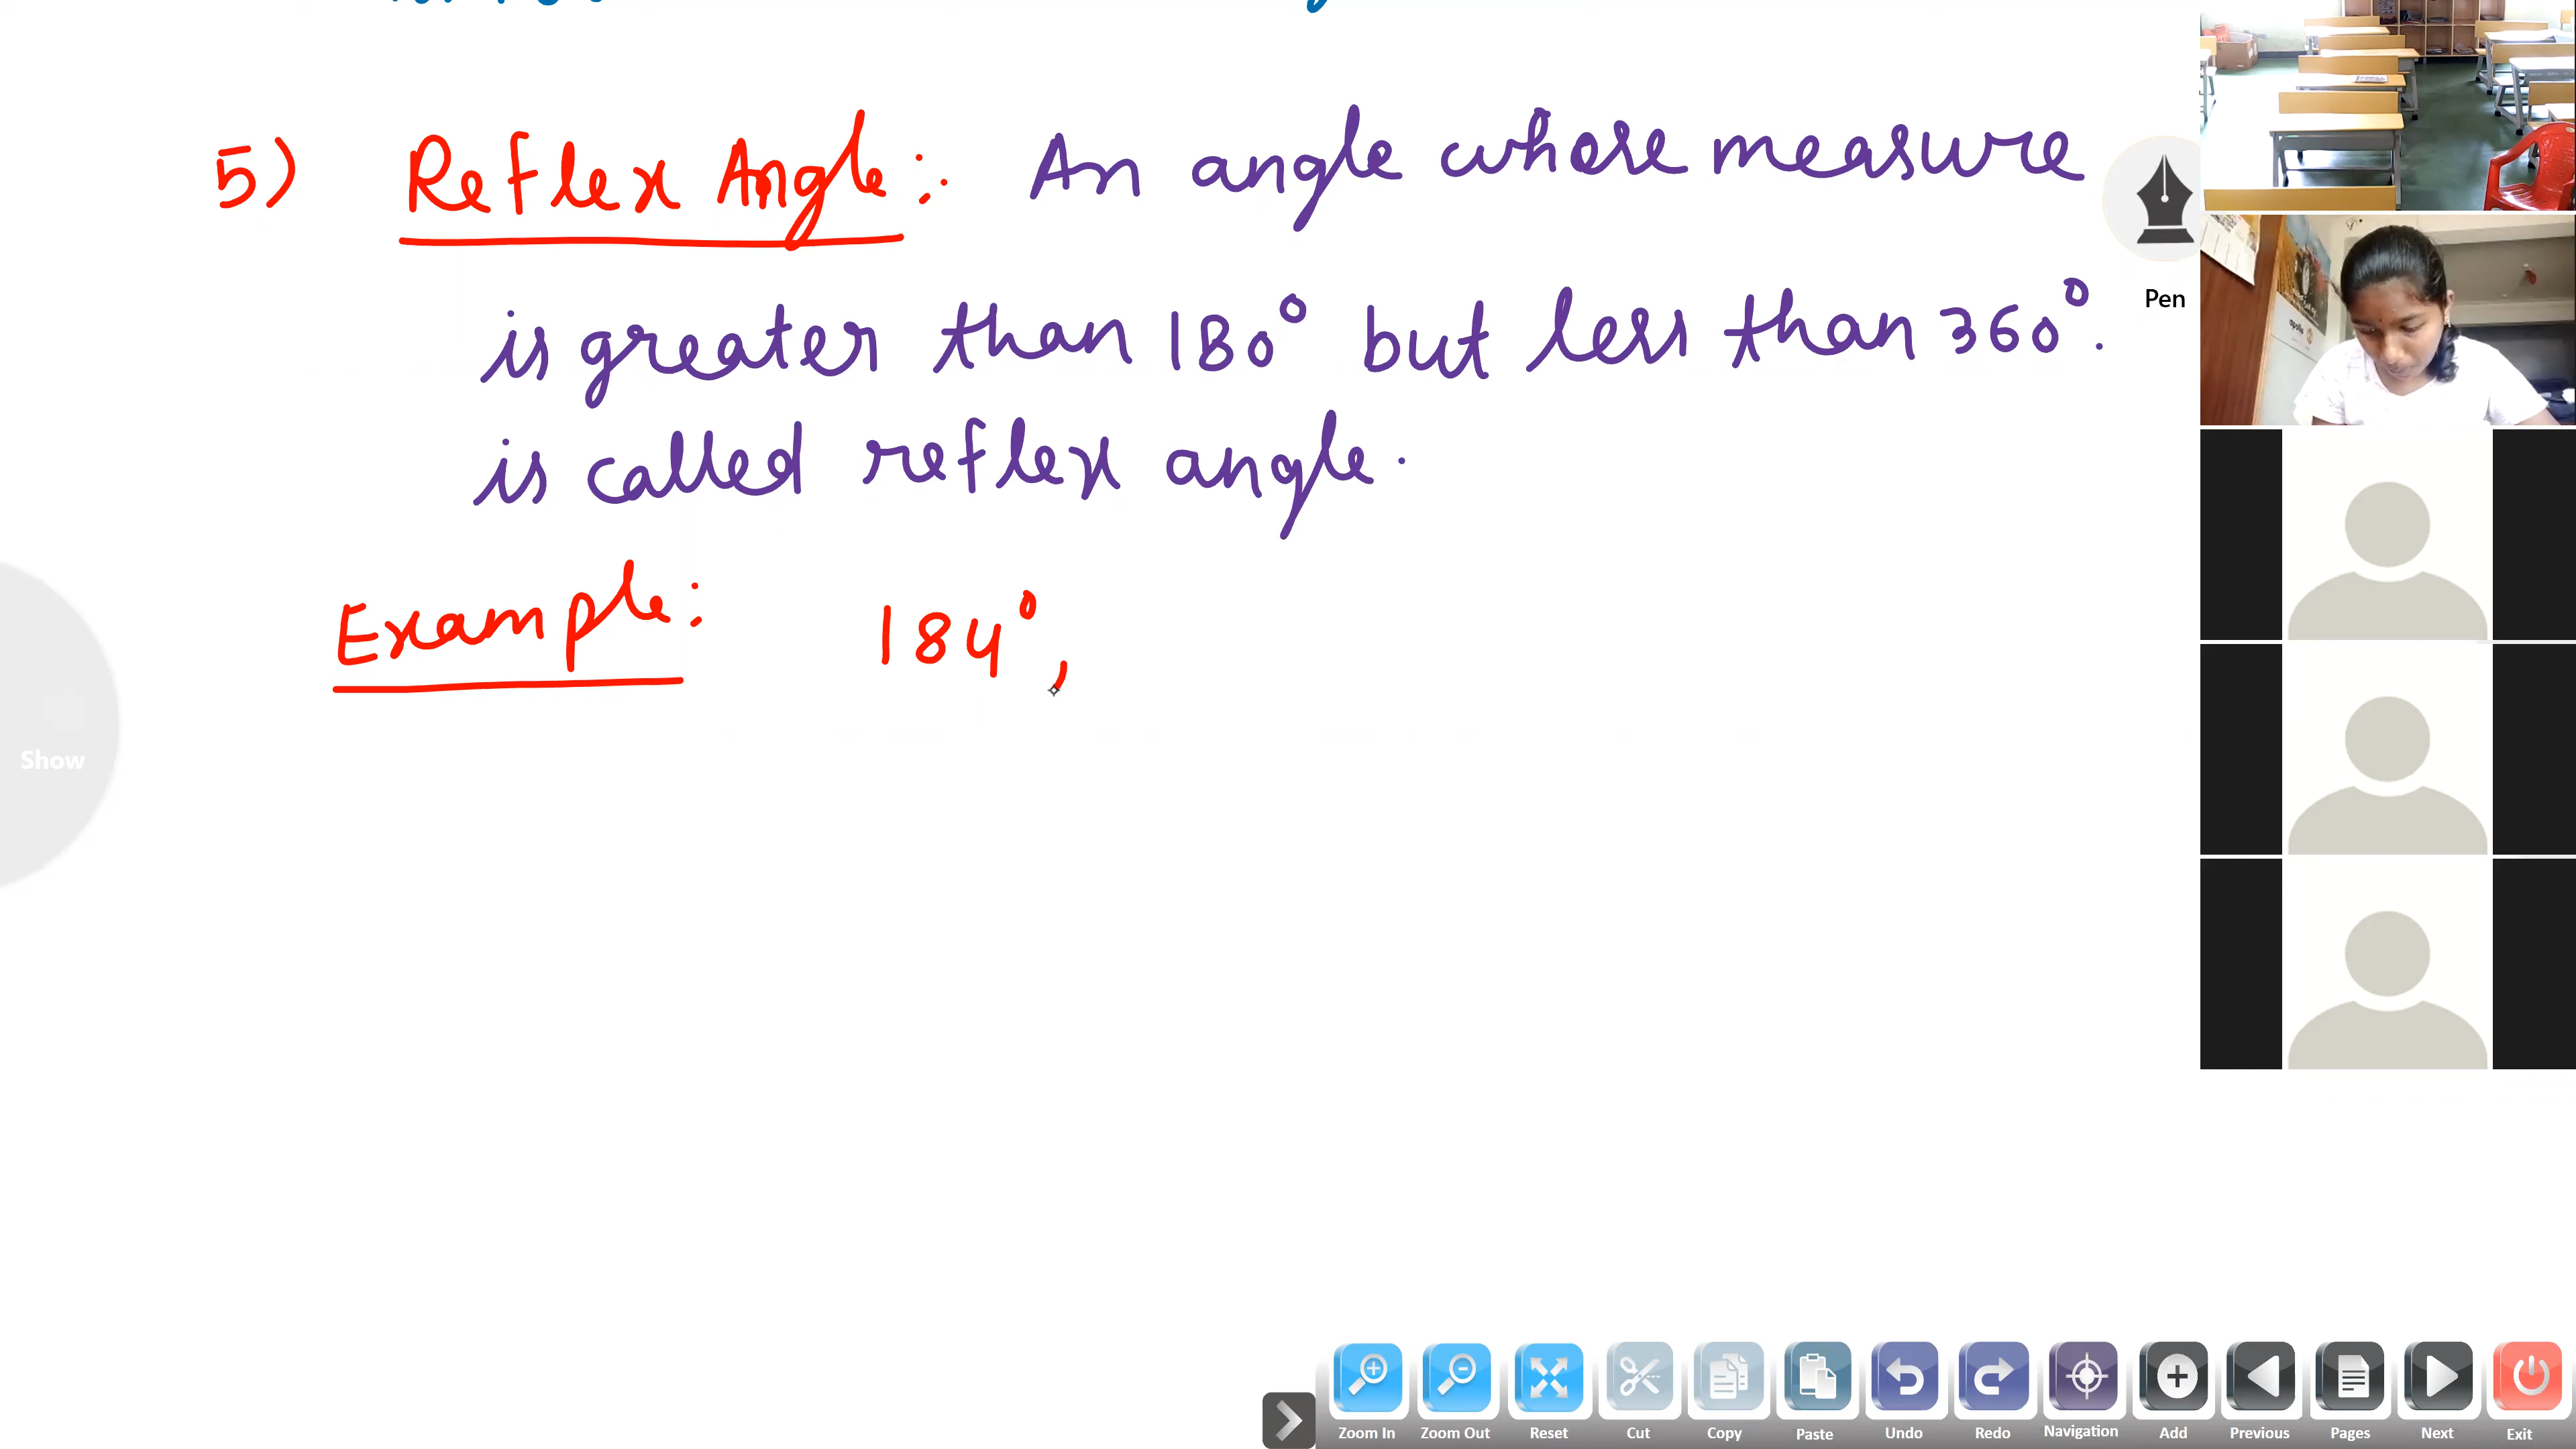 5) Reflex Angle :. An angle whose measure
is greater than 180° but less than 360°.
is called reflex angle.
Example: 184°,
Pen
apollo
Show
Zoom In Zoom Out Reset Cut Copy Paste Undo Redo Navigation Add Previous Pages Next Exit